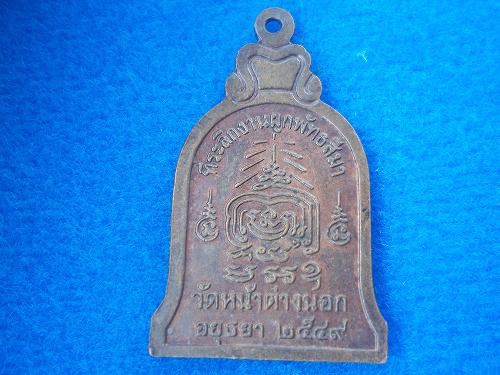 ที่ระลึกงานผูกพัทธสีมา
วัดหน้าต่างนอก
อยุธยา ๒๕๔๙